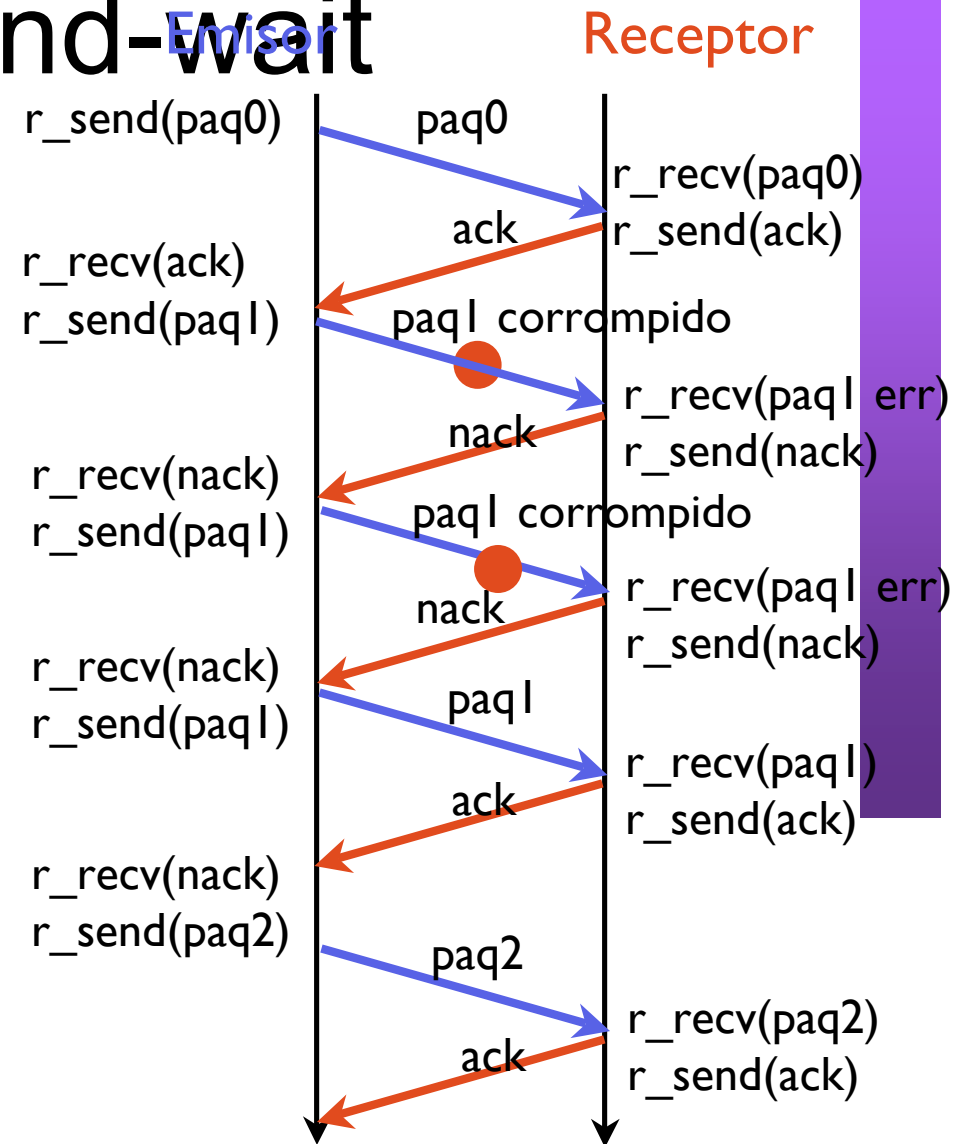 nd-wait
Emisor
Receptor
r_send(paq0)
paq0
r_recv(paq0)
ack
r_send(ack)
r_recv(ack)
r_send(paq1)
paq1 corrompido
r_recv(paq1 err)
nack
r_send(nack)
r_recv(nack)
r_send(paq1)
paq1 corrompido
r_recv(paq1 err)
nack
r_send(nack)
r_recv(nack)
r_send(paq1)
paq1
r_recv(paq1)
ack
r_send(ack)
r_recv(nack)
r_send(paq2)
paq2
r_recv(paq2)
ack
r_send(ack)